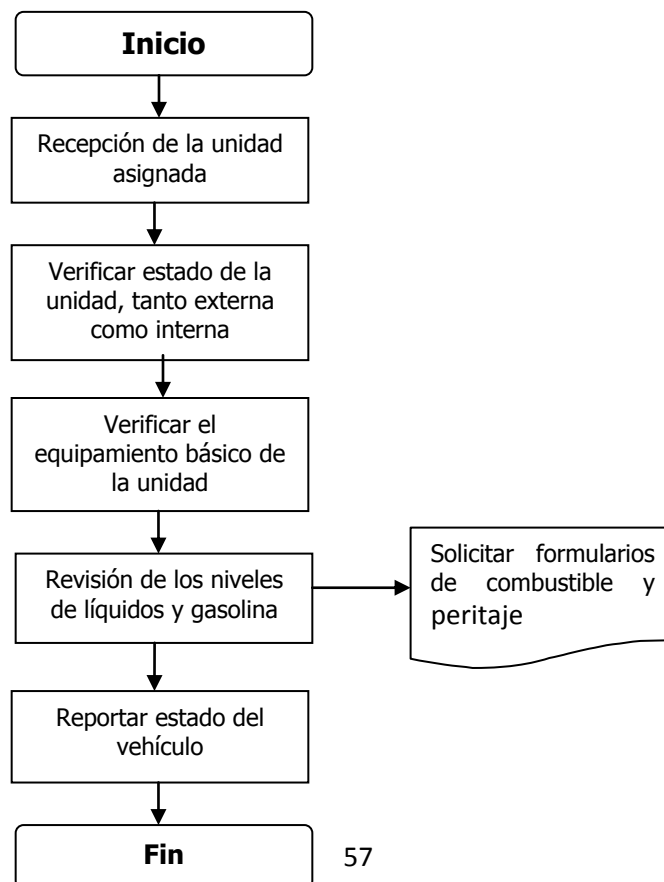 Inicio
Recepción de la unidad
asignada
Verificar estado de la
unidad, tanto externa
como interna
Verificar el
equipamiento básico de
la unidad
Revisión de los niveles
de líquidos y gasolina
Solicitar formularios
de combustible y
peritaje
Reportar estado del
vehículo
Fin
57